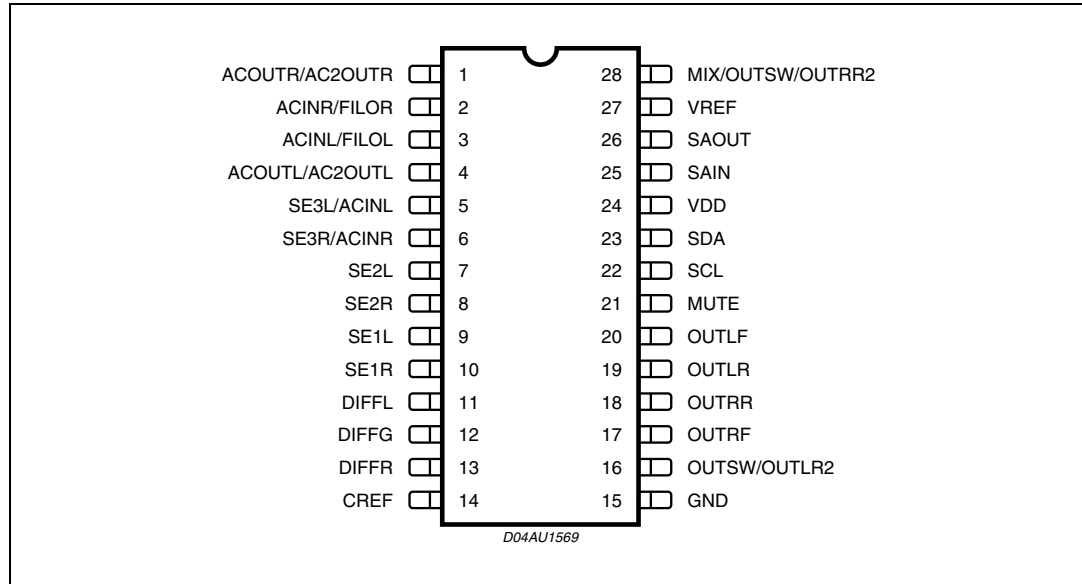 ACOUTR/AC2OUTR 1 28 MIX/OUTSW/OUTRR2
ACINR/FILOR 2 27 VREF
ACINL/FILOL 3 26 SAOUT
ACOUTL/AC2OUTL 4 25 SAIN
SE3L/ACINL 5 24 VDD
SE3R/ACINR 6 23 SDA
SE2L 7 22 SCL
SE2R 8 21 MUTE
SE1L 9 20 OUTLF
SE1R 10 19 OUTLR
DIFFL 11 18 OUTRR
DIFFG 12 17 OUTRF
DIFFR 13 16 OUTSW/OUTLR2
CREF 14 15 GND
D04AU1569